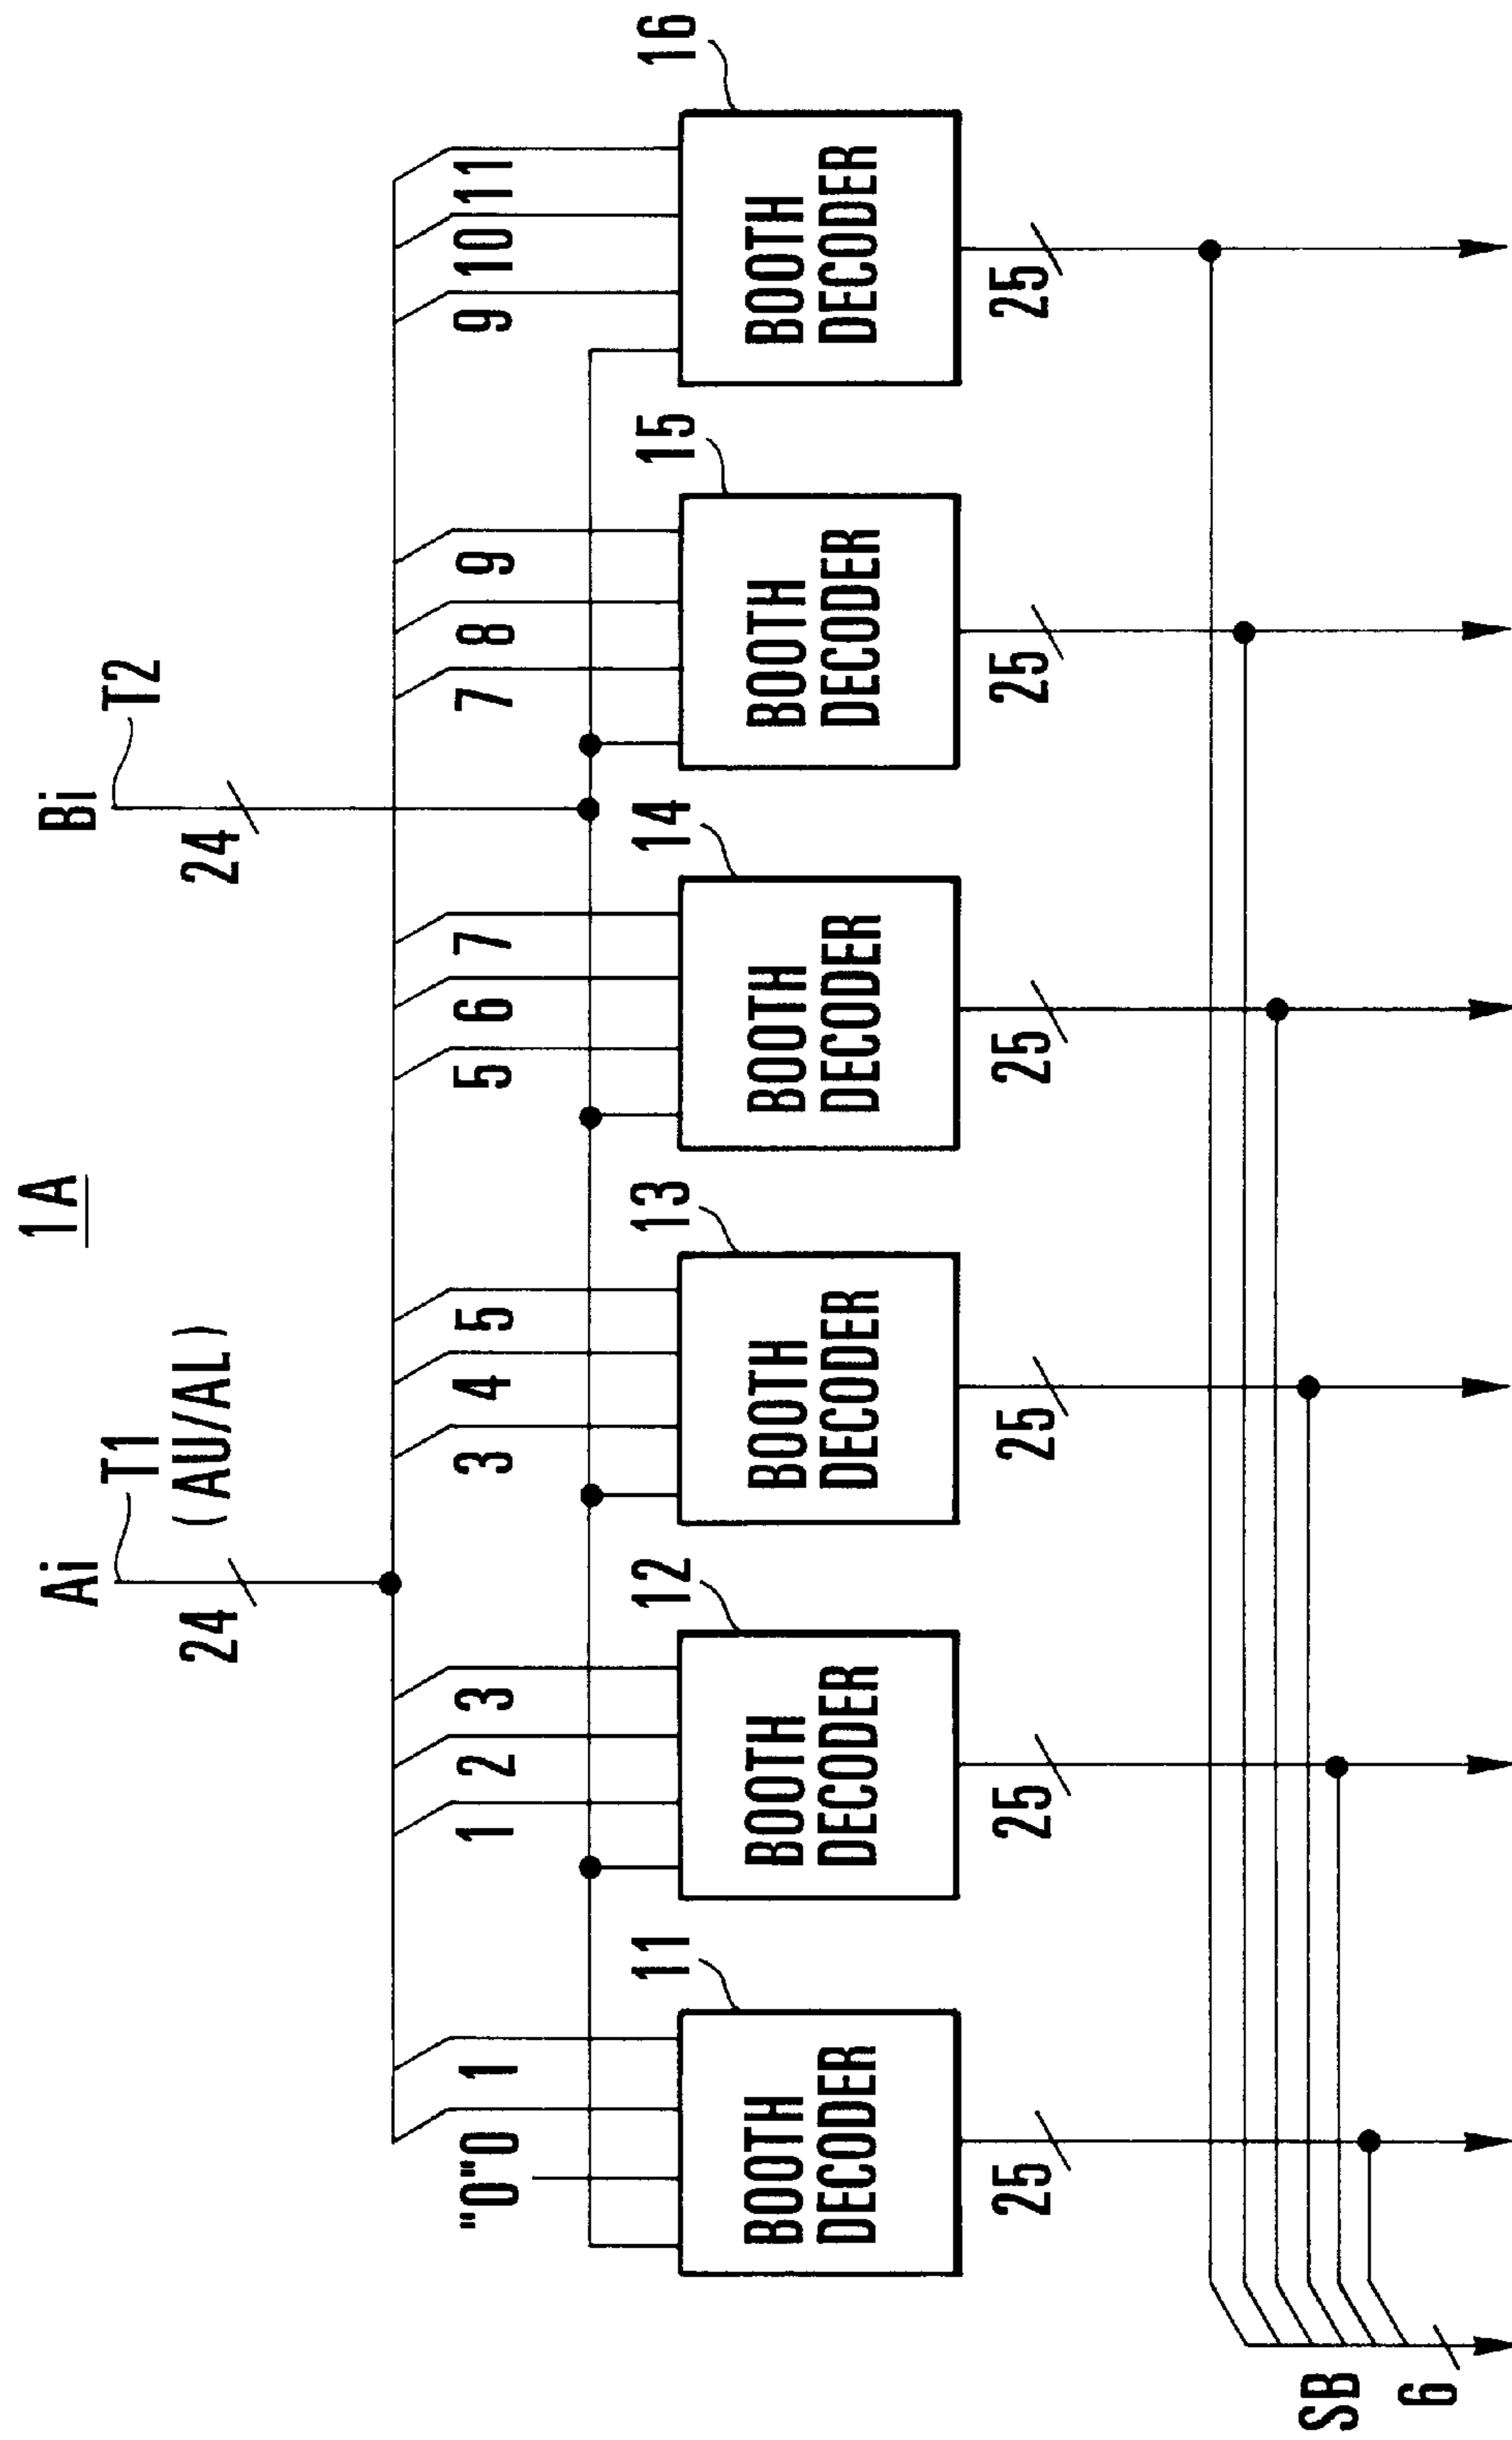 1A
Ai
T1
(AU/AL)
24
Bi
T2
24
"0" 0 1
1 2 3
3 4 5
5 6 7
7 8 9
9 10 11
11
12
13
14
15
16
BOOTH
DECODER
BOOTH
DECODER
BOOTH
DECODER
BOOTH
DECODER
BOOTH
DECODER
BOOTH
DECODER
25
25
25
25
25
25
SB
6